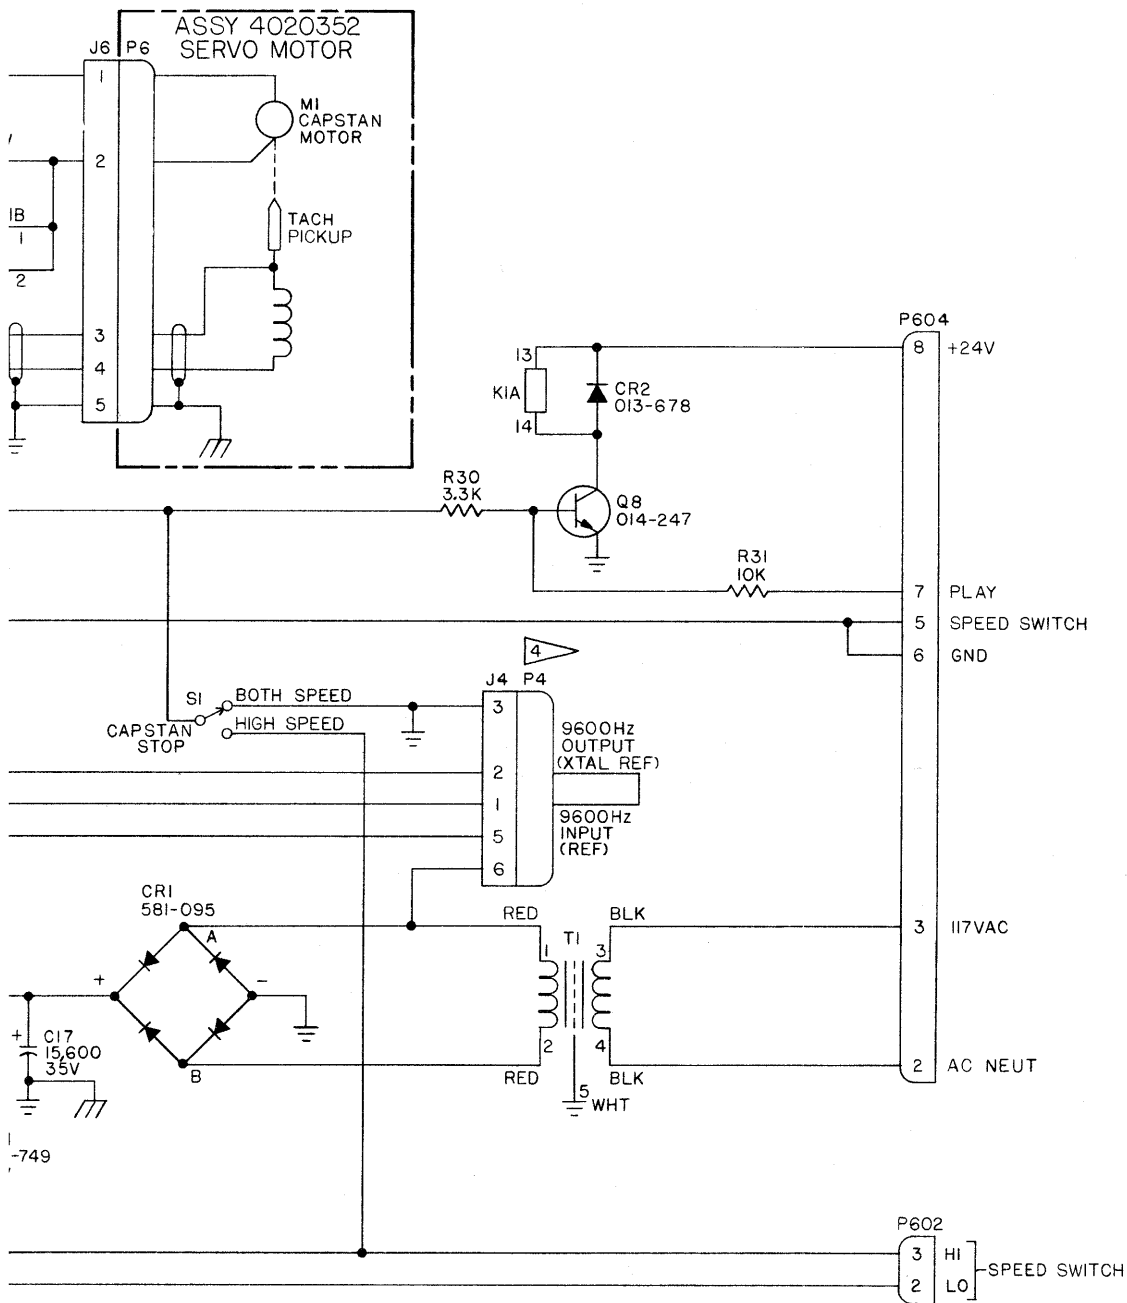 ASSY 4020352
SERVO MOTOR
J6 P6
1
M1
CAPSTAN
MOTOR
2
1B
1
TACH
PICKUP
2
3
4
5
P604
8 +24V
13
K1A
CR2
013-678
14
R30
3.3K
Q8
014-247
R31
10K
7 PLAY
5 SPEED SWITCH
6 GND
4
J4 P4
S1
BOTH SPEED
3
CAPSTAN
STOP
HIGH SPEED
9600Hz
OUTPUT
(XTAL REF)
2
1
9600Hz
INPUT
(REF)
5
6
CR1
581-095
A
RED
BLK
3 117VAC
T1
1
3
+
-
+
C17
15,600
35V
2
4
B
RED
BLK
2 AC NEUT
5
WHT
-749
P602
3 HI
2 LO
SPEED SWITCH